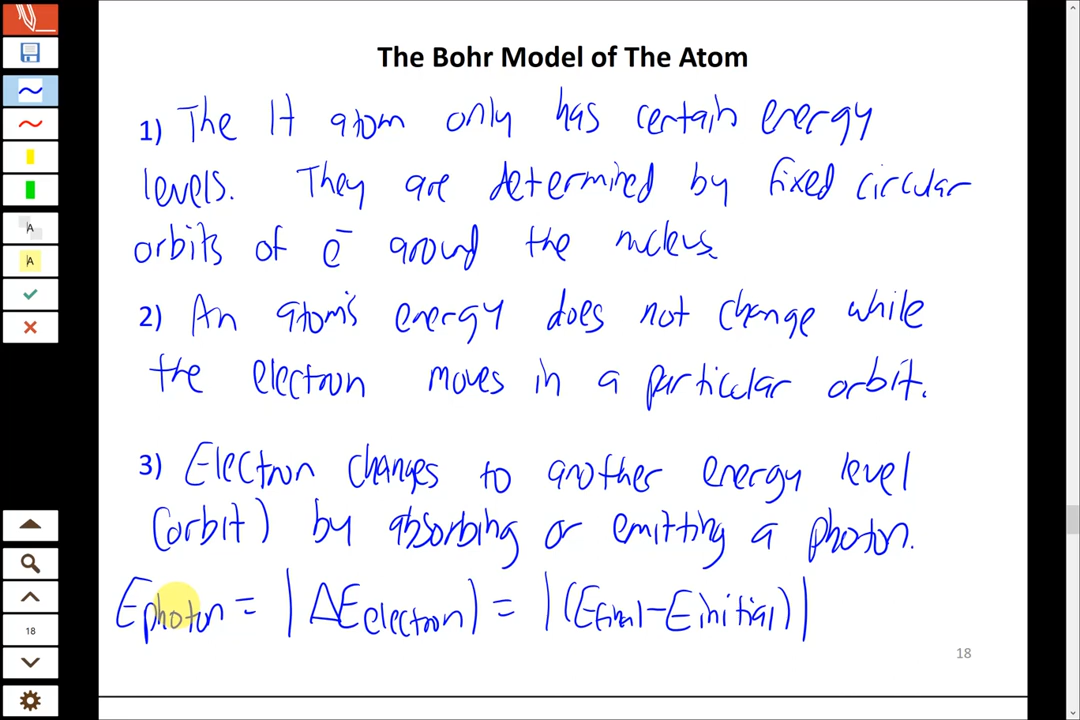 The Bohr Model of The Atom
1) The H atom only has certain energy
levels. They are determined by fixed circular
orbits of e⁻ around the nucleus.
2) An atom's energy does not change while
the electron moves in a particular orbit.
3) Electron changes to another energy level
(orbit) by absorbing or emitting a photon.
Ephoton = |ΔEelectron| = |(Efinal-Einitial)|
18
A
A
18